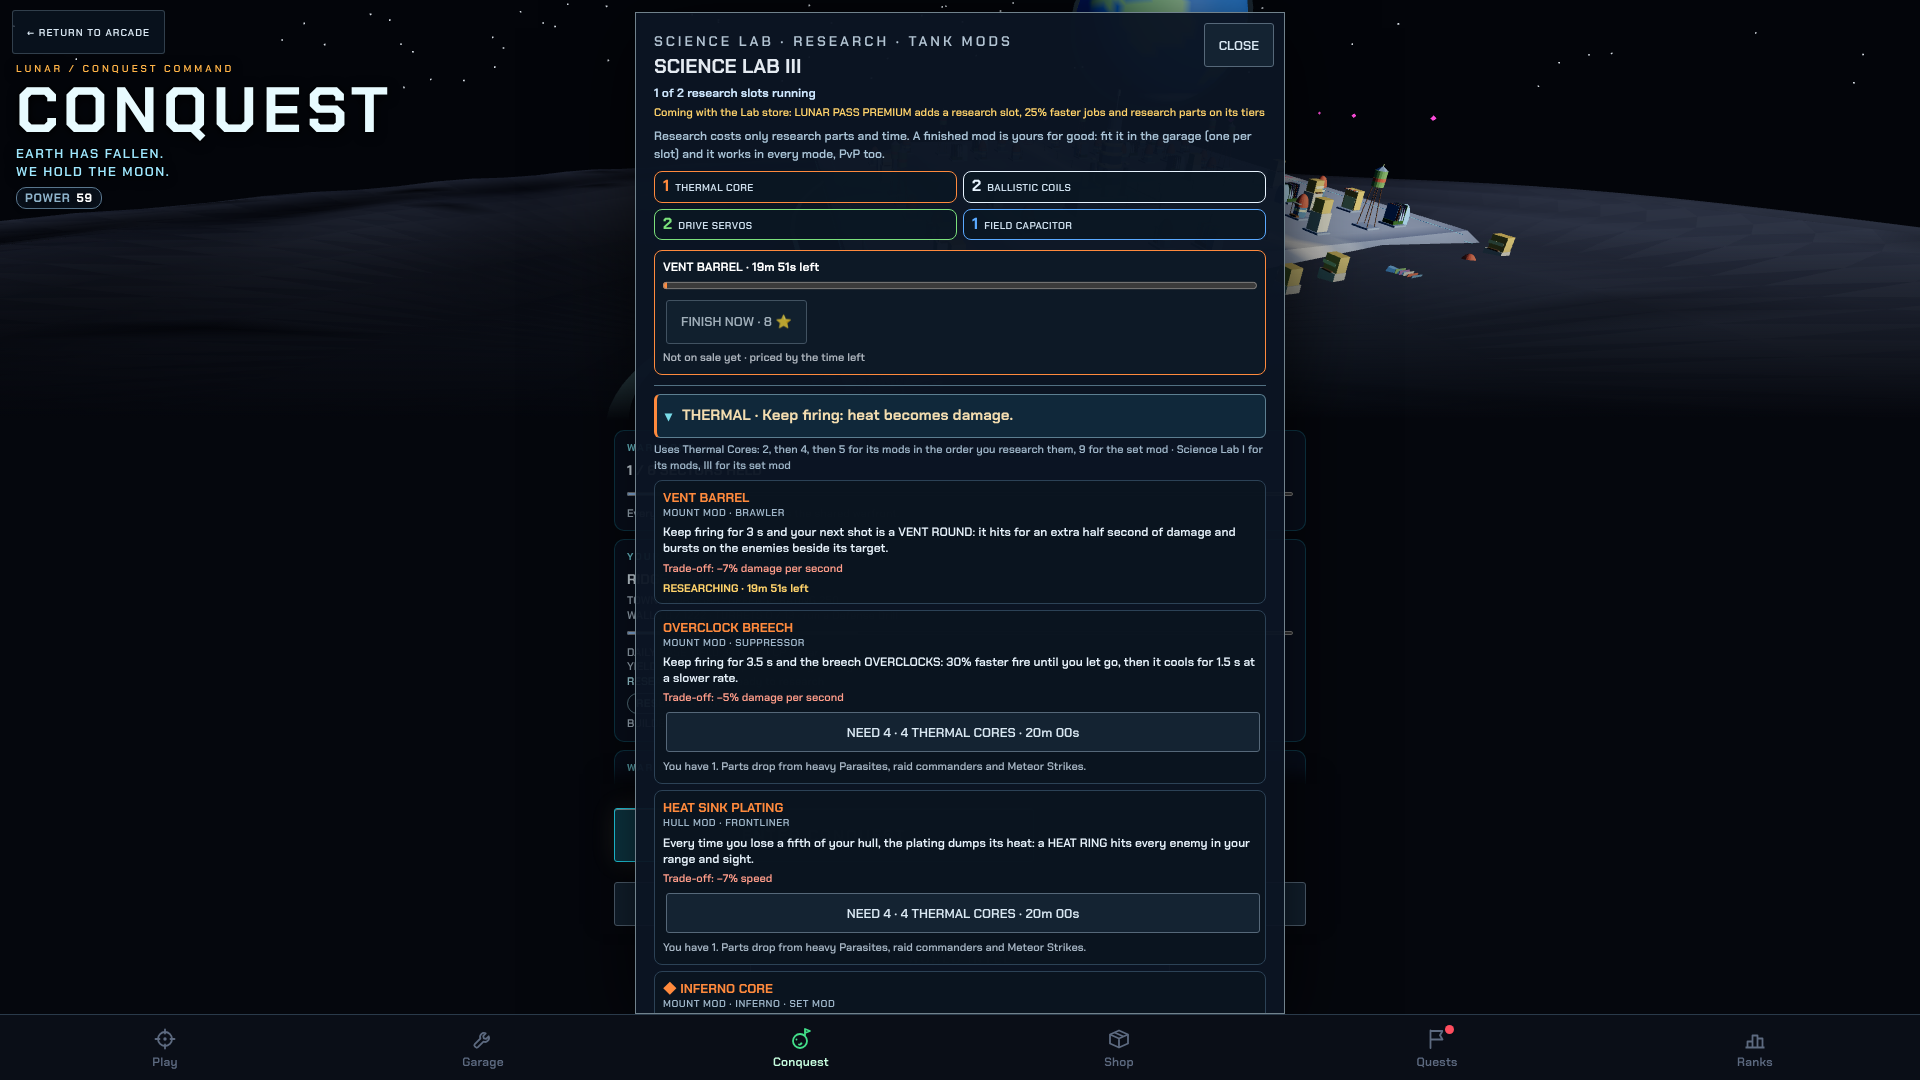 ← RETURN TO ARCADE
LUNAR / CONQUEST COMMAND
CONQUEST
EARTH HAS FALLEN.
WE HOLD THE MOON.
POWER 59
SCIENCE LAB · RESEARCH · TANK MODS
SCIENCE LAB III
CLOSE
1 of 2 research slots running
Coming with the Lab store: LUNAR PASS PREMIUM adds a research slot, 25% faster jobs and research parts on its tiers
Research costs only research parts and time. A finished mod is yours for good: fit it in the garage (one per
slot) and it works in every mode, PvP too.
1 THERMAL CORE
2 BALLISTIC COILS
2 DRIVE SERVOS
1 FIELD CAPACITOR
VENT BARREL · 19m 51s left
FINISH NOW · 8 ⭐
Not on sale yet · priced by the time left
▼ THERMAL · Keep firing: heat becomes damage.
Uses Thermal Cores: 2, then 4, then 5 for its mods in the order you research them, 9 for the set mod · Science Lab I for
its mods, III for its set mod
VENT BARREL
MOUNT MOD · BRAWLER
Keep firing for 3 s and your next shot is a VENT ROUND: it hits for an extra half second of damage and
bursts on the enemies beside its target.
Trade-off: −7% damage per second
RESEARCHING · 19m 51s left
OVERCLOCK BREECH
MOUNT MOD · SUPPRESSOR
Keep firing for 3.5 s and the breech OVERCLOCKS: 30% faster fire until you let go, then it cools for 1.5 s at
a slower rate.
Trade-off: −5% damage per second
NEED 4 · 4 THERMAL CORES · 20m 00s
You have 1. Parts drop from heavy Parasites, raid commanders and Meteor Strikes.
HEAT SINK PLATING
HULL MOD · FRONTLINER
Every time you lose a fifth of your hull, the plating dumps its heat: a HEAT RING hits every enemy in your
range and sight.
Trade-off: −7% speed
NEED 4 · 4 THERMAL CORES · 20m 00s
You have 1. Parts drop from heavy Parasites, raid commanders and Meteor Strikes.
◆ INFERNO CORE
MOUNT MOD · INFERNO · SET MOD
Play
Garage
Conquest
Shop
Quests
Ranks